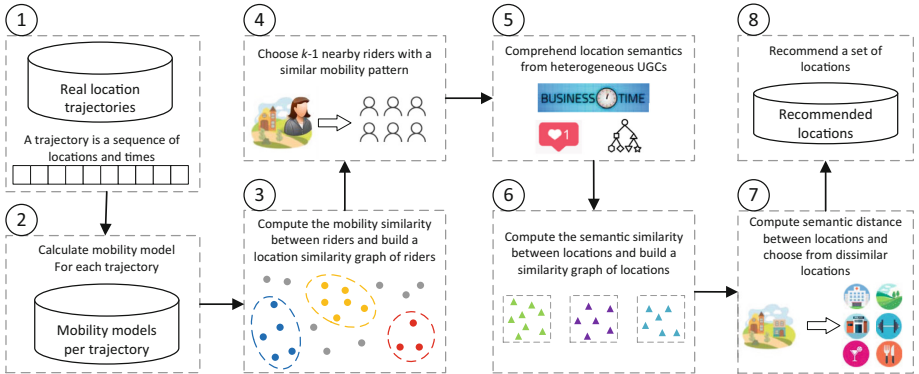 1
Real location
trajectories
A trajectory is a sequence of
locations and times
2
Calculate mobility model
For each trajectory
Mobility models
per trajectory
3
Compute the mobility similarity
between riders and build a
location similarity graph of riders
4
Choose k-1 nearby riders with a
similar mobility pattern
5
Comprehend location semantics
from heterogeneous UGCs
BUSINESS TIME
1
6
Compute the semantic similarity
between locations and build a
similarity graph of locations
7
Compute semantic distance
between locations and
choose from dissimilar
locations
8
Recommend a set of
locations
Recommended
locations